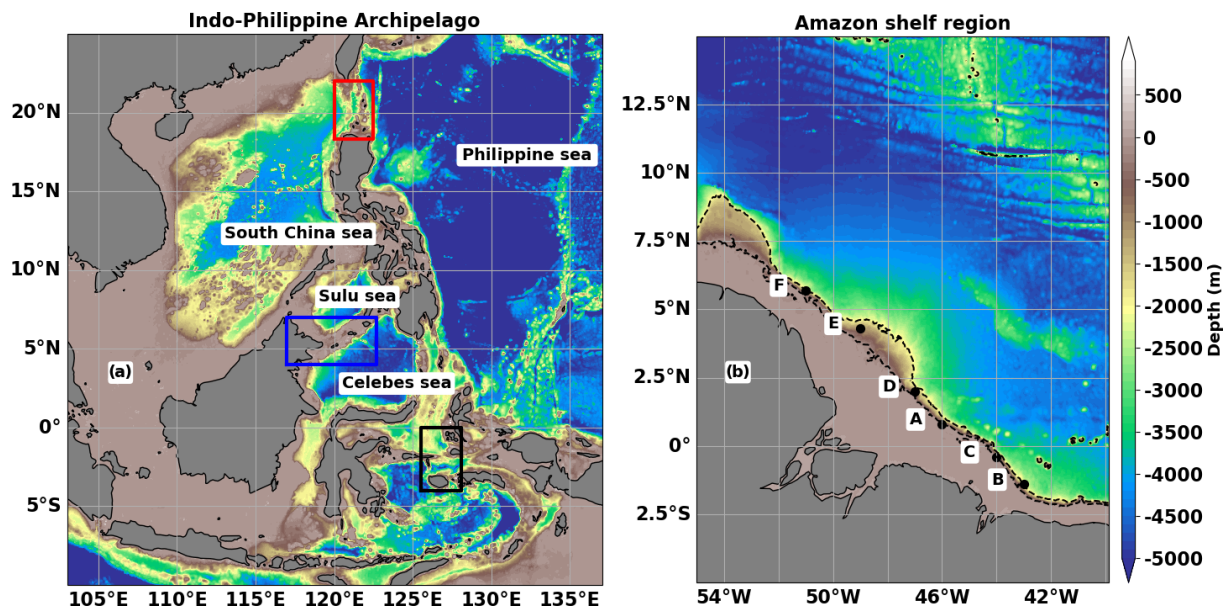 Indo-Philippine Archipelago
20°N
15°N
10°N
5°N
0°
5°S
105°E 110°E 120°E 125°E 135°E
Philippine sea
South China sea
Sulu sea
Celebes sea
(a)
Amazon shelf region
12.5°N
10°N
7.5°N
5°N
2.5°N
0°
2.5°S
54°W 50°W 46°W 42°W
F
E
D
A
C
B
(b)
500
0
-500
-1000
-1500
-2000
-2500
-3000
-3500
-4000
-4500
-5000
Depth (m)